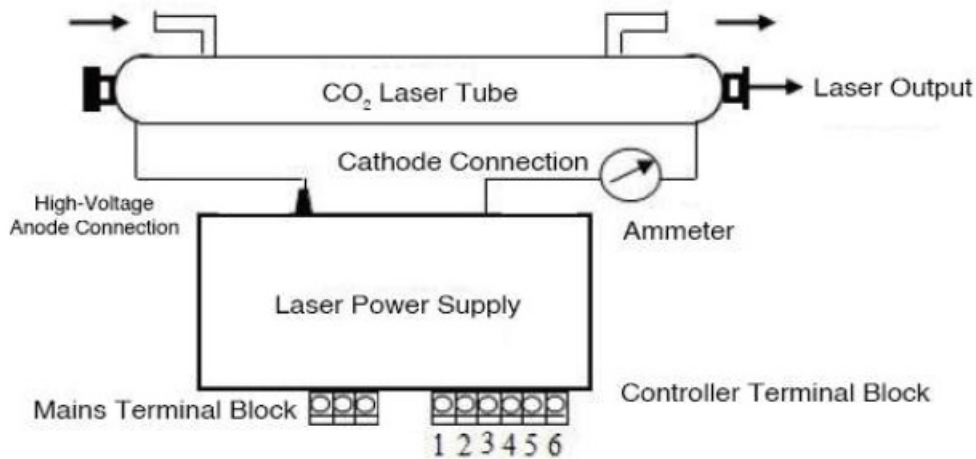 CO₂ Laser Tube
Laser Output
Cathode Connection
High-Voltage
Anode Connection
Ammeter
Laser Power Supply
Mains Terminal Block
Controller Terminal Block
1 2 3 4 5 6